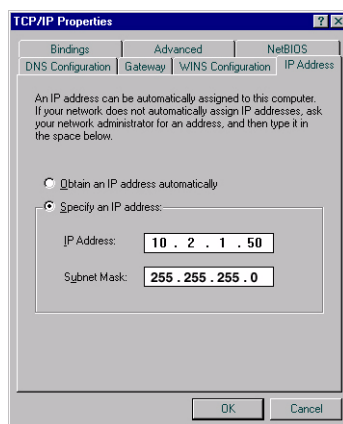 TCP/IP Properties
Bindings Advanced NetBIOS
DNS Configuration Gateway WINS Configuration IP Address
An IP address can be automatically assigned to this computer.
If your network does not automatically assign IP addresses, ask
your network administrator for an address, and then type it in
the space below.
Obtain an IP address automatically
Specify an IP address:
IP Address: 10 . 2 . 1 . 50
Subnet Mask: 255 . 255 . 255 . 0
OK Cancel